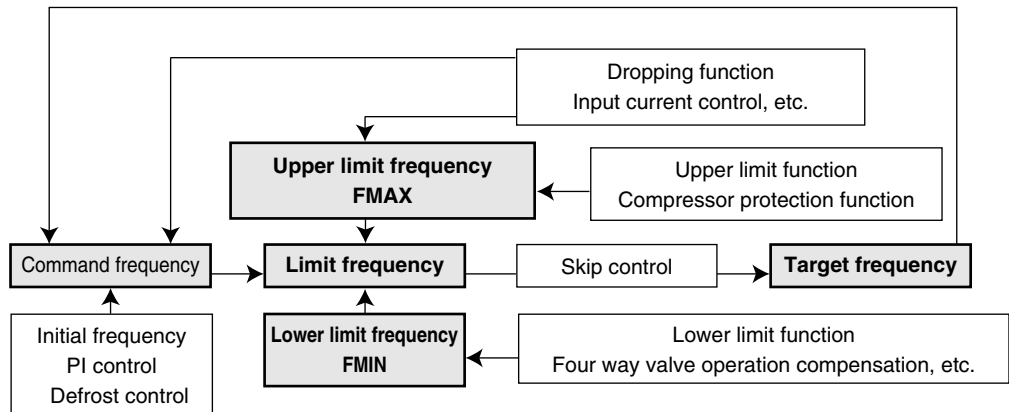 Dropping function
Input current control, etc.
Upper limit frequency
FMAX
Upper limit function
Compressor protection function
Command frequency
Limit frequency
Skip control
Target frequency
Initial frequency
PI control
Defrost control
Lower limit frequency
FMIN
Lower limit function
Four way valve operation compensation, etc.